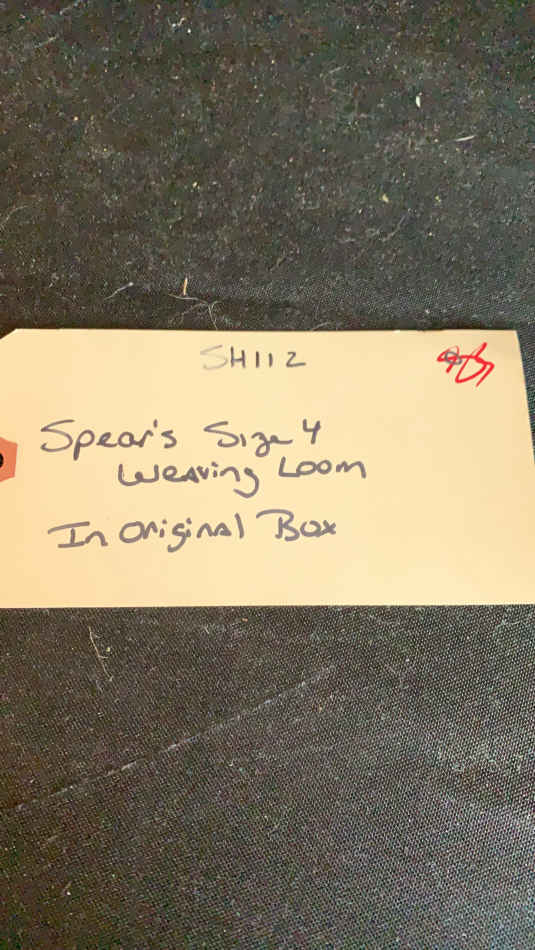 SH112
Spear's Size 4
Weaving Loom
In Original Box